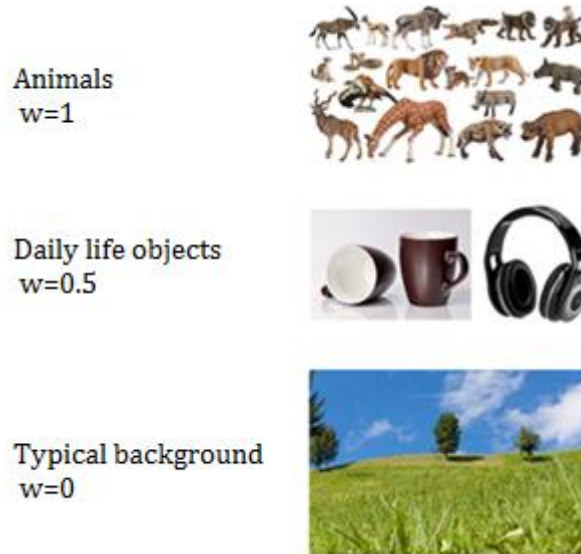 Animals
w=1
Daily life objects
w=0.5
Typical background
w=0